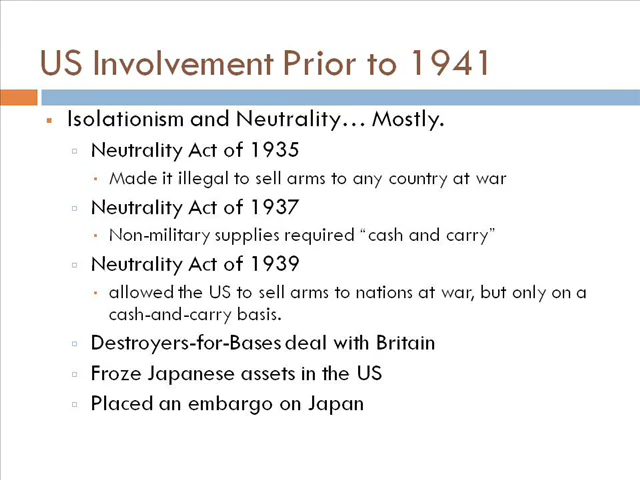 US Involvement Prior to 1941
Isolationism and Neutrality… Mostly.
Neutrality Act of 1935
Made it illegal to sell arms to any country at war
Neutrality Act of 1937
Non-military supplies required “cash and carry”
Neutrality Act of 1939
allowed the US to sell arms to nations at war, but only on a
cash-and-carry basis.
Destroyers-for-Bases deal with Britain
Froze Japanese assets in the US
Placed an embargo on Japan